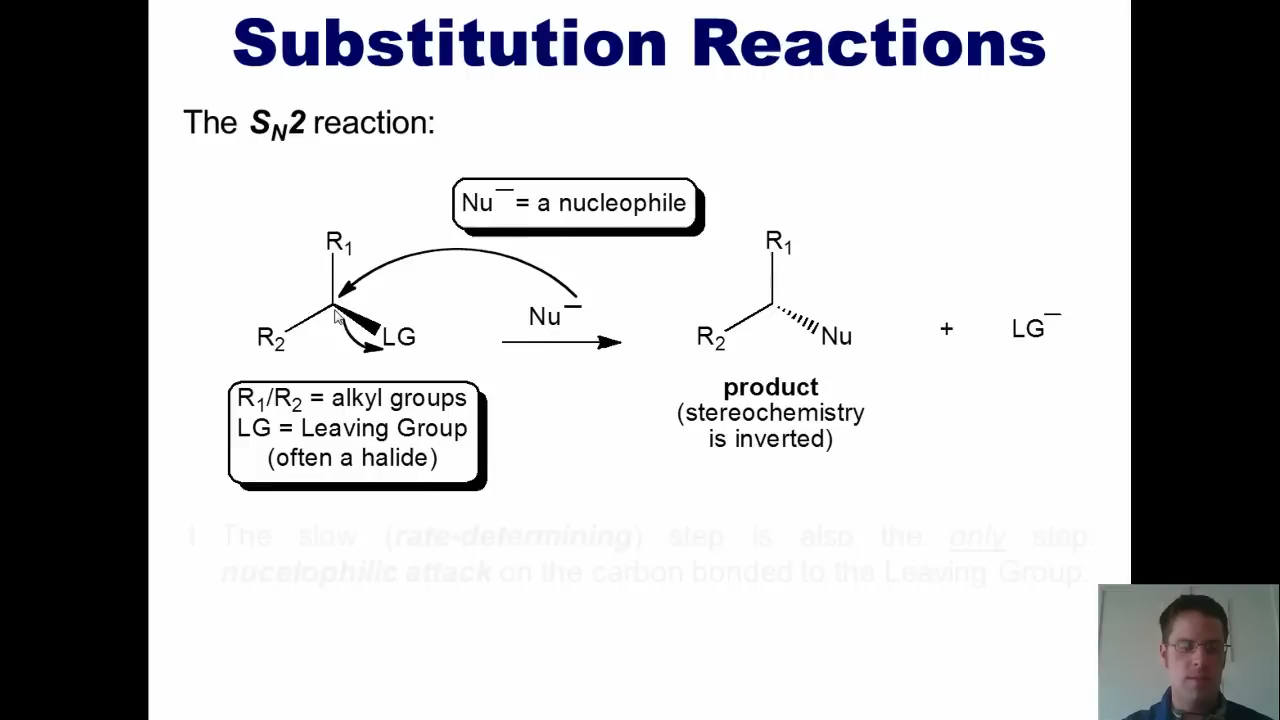 Substitution Reactions
The SN2 reaction:
Nu¯ = a nucleophile
R1
R2
LG
Nu¯
R1
R2
Nu
+
LG¯
R1/R2 = alkyl groups
LG = Leaving Group
(often a halide)
product
(stereochemistry
is inverted)
The slow (rate-determining) step is also the only step
nucelophilic attack on the carbon bonded to the Leaving Group.